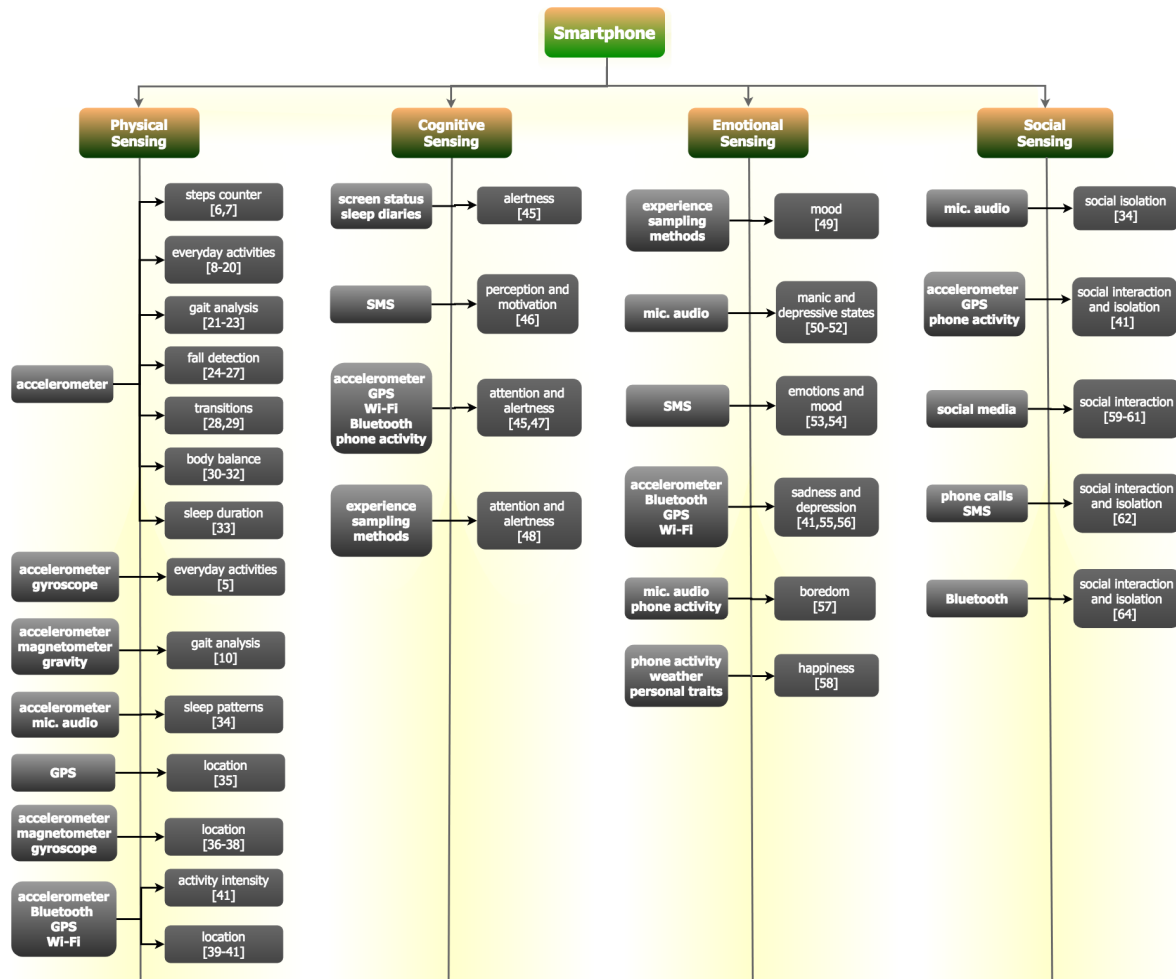 Smartphone
Physical
Sensing
accelerometer
steps counter
[6,7]
everyday activities
[8-20]
gait analysis
[21-23]
fall detection
[24-27]
transitions
[28,29]
body balance
[30-32]
sleep duration
[33]
accelerometer
gyroscope
everyday activities
[5]
accelerometer
magnetometer
gravity
gait analysis
[10]
accelerometer
mic. audio
sleep patterns
[34]
GPS
location
[35]
accelerometer
magnetometer
gyroscope
location
[36-38]
accelerometer
Bluetooth
GPS
Wi-Fi
activity intensity
[41]
location
[39-41]
Cognitive
Sensing
screen status
sleep diaries
alertness
[45]
SMS
perception and
motivation
[46]
accelerometer
GPS
Wi-Fi
Bluetooth
phone activity
attention and
alertness
[45,47]
experience
sampling
methods
attention and
alertness
[48]
Emotional
Sensing
experience
sampling
methods
mood
[49]
mic. audio
manic and
depressive states
[50-52]
SMS
emotions and
mood
[53,54]
accelerometer
Bluetooth
GPS
Wi-Fi
sadness and
depression
[41,55,56]
mic. audio
phone activity
boredom
[57]
phone activity
weather
personal traits
happiness
[58]
Social
Sensing
mic. audio
social isolation
[34]
accelerometer
GPS
phone activity
social interaction
and isolation
[41]
social media
social interaction
[59-61]
phone calls
SMS
social interaction
and isolation
[62]
Bluetooth
social interaction
and isolation
[64]